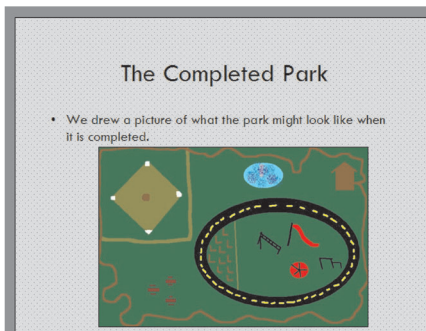 The Completed Park
• We drew a picture of what the park might look like when
it is completed.